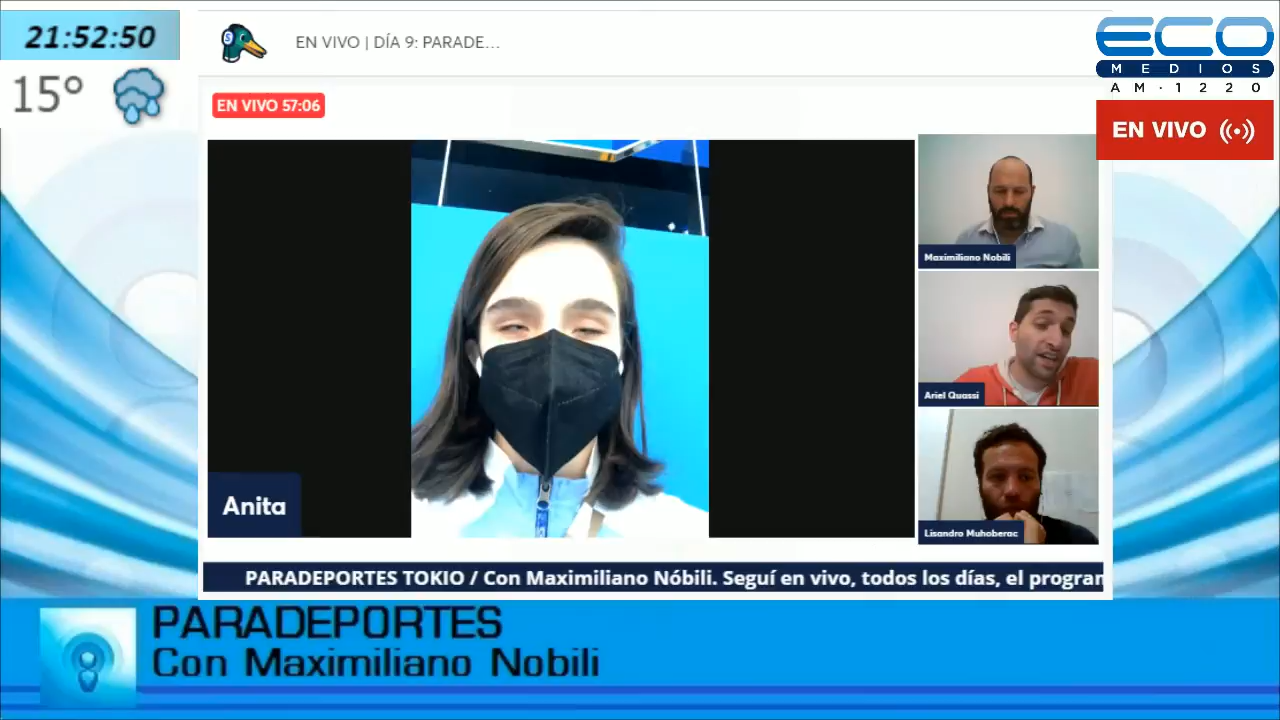 21:52:50
15°
S
EN VIVO | DÍA 9: PARADE...
ECO
MEDIOS
AM·1220
EN VIVO
EN VIVO 57:06
Maximiliano Nobili
Ariel Quassi
Lisandro Muhoberac
Anita
PARADEPORTES TOKIO / Con Maximiliano Nóbili. Seguí en vivo, todos los días, el program
PARADEPORTES
Con Maximiliano Nobili